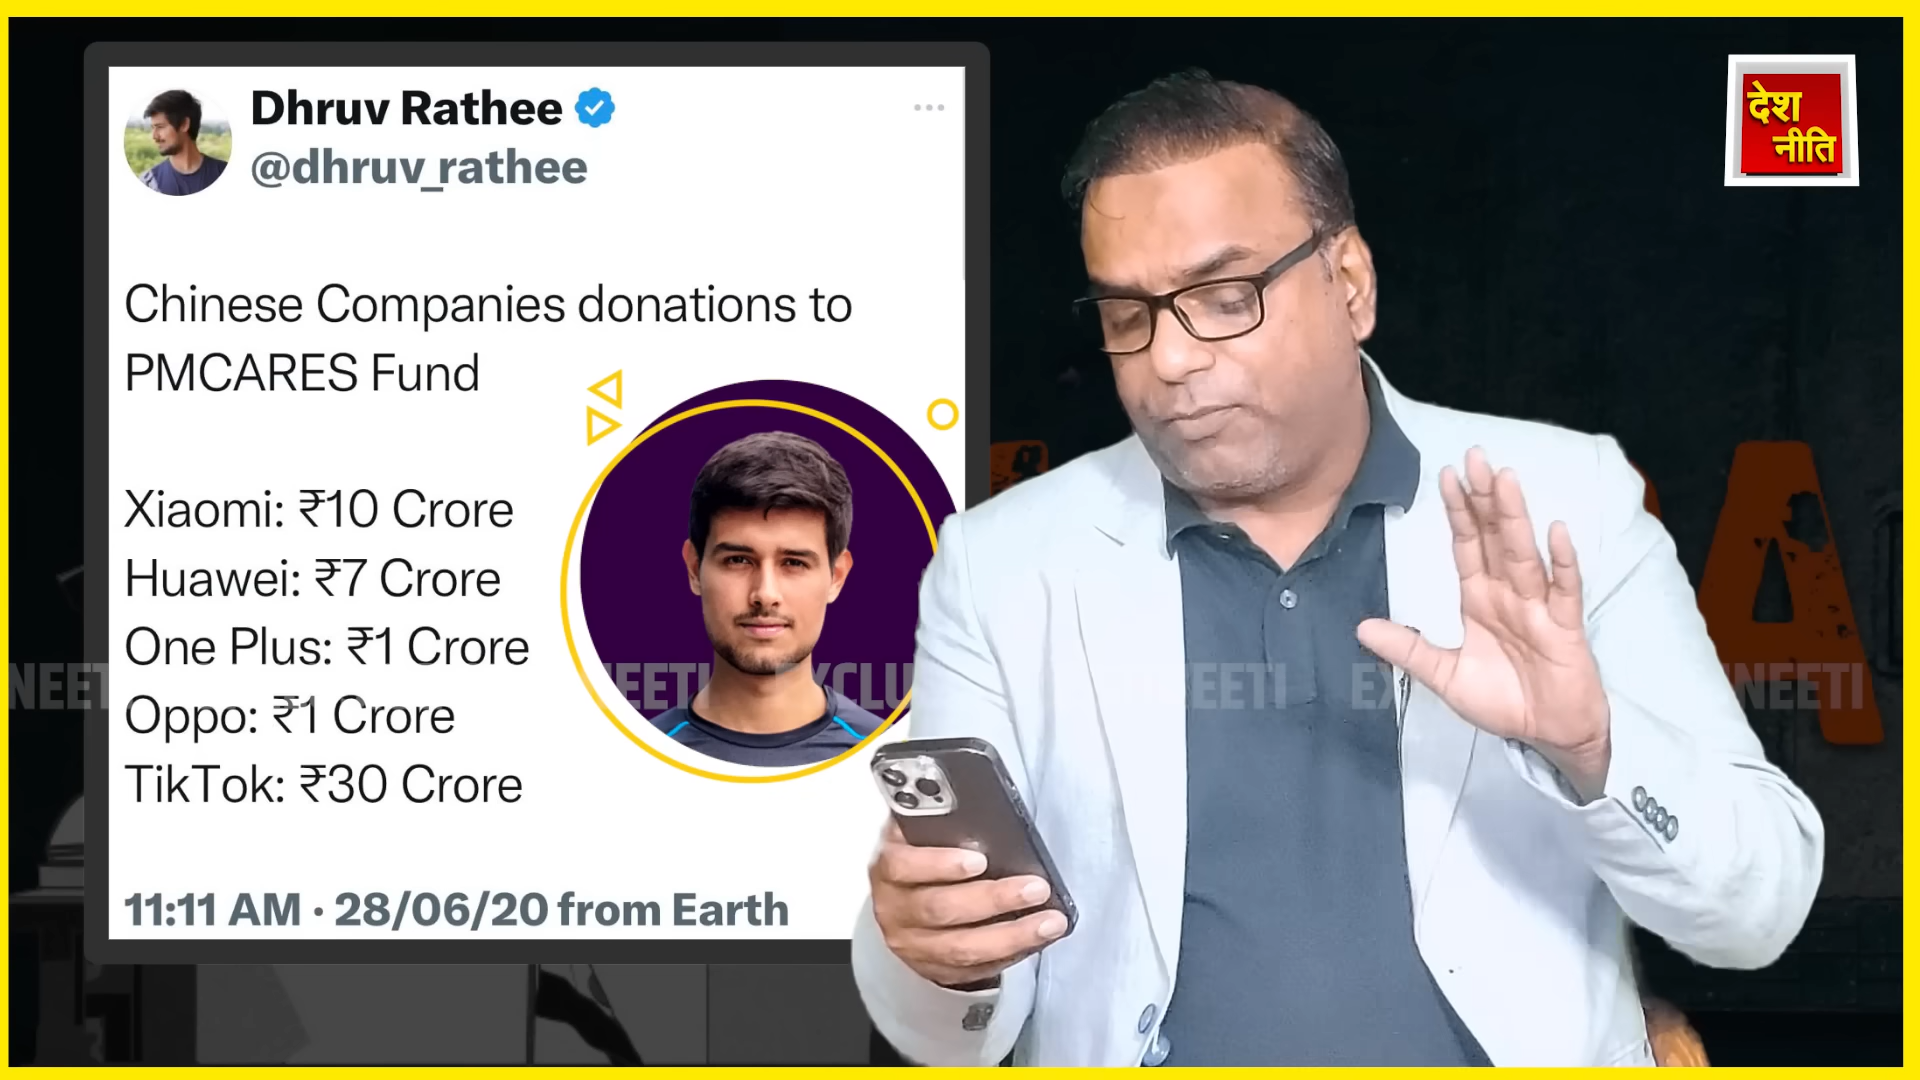 Dhruv Rathee
@dhruv_rathee
Chinese Companies donations to
PMCARES Fund
Xiaomi: ₹10 Crore
Huawei: ₹7 Crore
One Plus: ₹1 Crore
Oppo: ₹1 Crore
TikTok: ₹30 Crore
11:11 AM · 28/06/20 from Earth
देश
नीति
NEETI